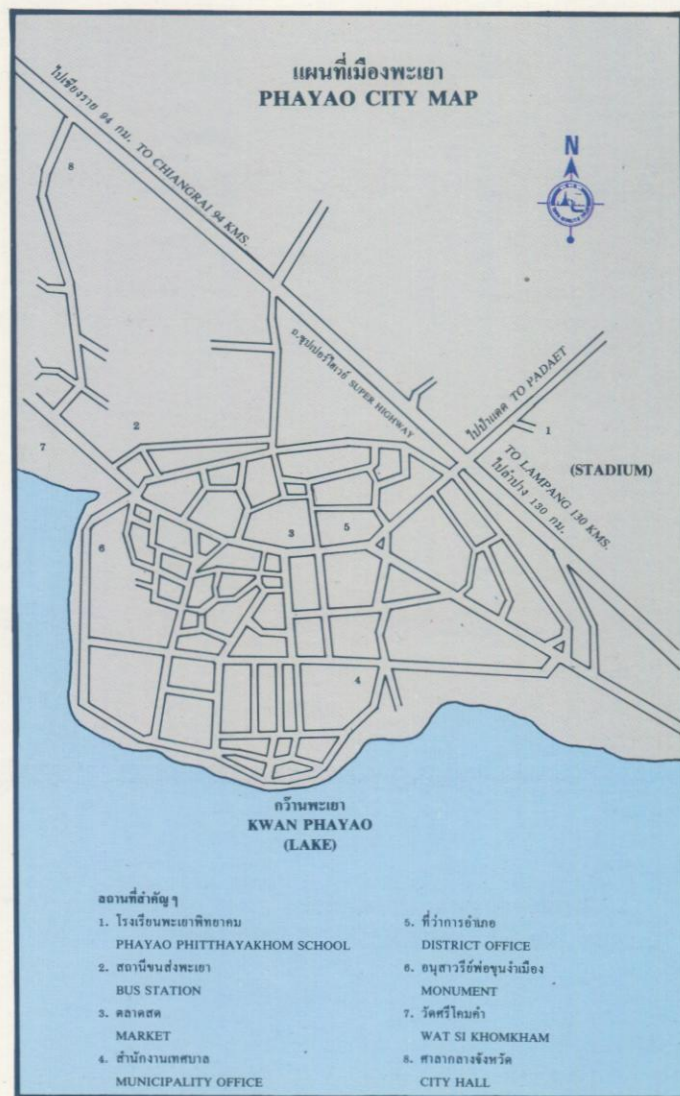 แผนที่เมืองพะเยา
PHAYAO CITY MAP
ไปเชียงราย 94 กม. TO CHIANGRAI 94 KMS.
N
8
ถ.ซุปเปอร์ไฮเวย์ SUPER HIGHWAY
ไปป่าแดด TO PADAET
1
(STADIUM)
TO LAMPANG 130 KMS.
ไปลำปาง 130 กม.
2
7
3
5
6
4
กว๊านพะเยา
KWAN PHAYAO
(LAKE)
สถานที่สำคัญ ๆ
1. โรงเรียนพะเยาพิทยาคม
PHAYAO PHITTHAYAKHOM SCHOOL
2. สถานีขนส่งพะเยา
BUS STATION
3. ตลาดสด
MARKET
4. สำนักงานเทศบาล
MUNICIPALITY OFFICE
5. ที่ว่าการอำเภอ
DISTRICT OFFICE
6. อนุสาวรีย์พ่อขุนงำเมือง
MONUMENT
7. วัดศรีโคมคำ
WAT SI KHOMKHAM
8. ศาลากลางจังหวัด
CITY HALL